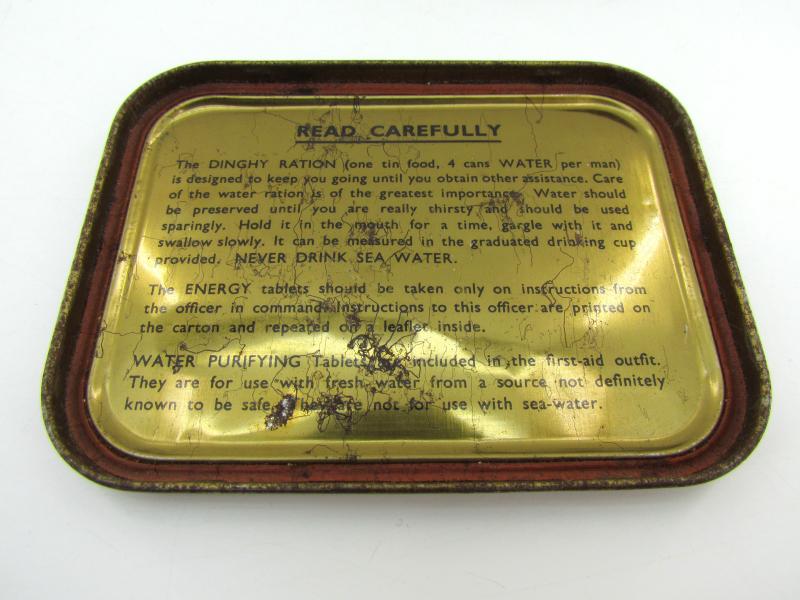 READ CAREFULLY
The DINGHY RATION (one tin food, 4 cans WATER per man)
is designed to keep you going until you obtain other assistance. Care
of the water ration is of the greatest importance. Water should
be preserved until you are really thirsty and should be used
sparingly. Hold it in the mouth for a time, gargle with it and
swallow slowly. It can be measured in the graduated drinking cup
provided. NEVER DRINK SEA WATER.
The ENERGY tablets should be taken only on instructions from
the officer in command. Instructions to this officer are printed on
the carton and repeated on a leaflet inside.
WATER PURIFYING Tablets are included in the first-aid outfit.
They are for use with fresh water from a source not definitely
known to be safe. They are not for use with sea-water.